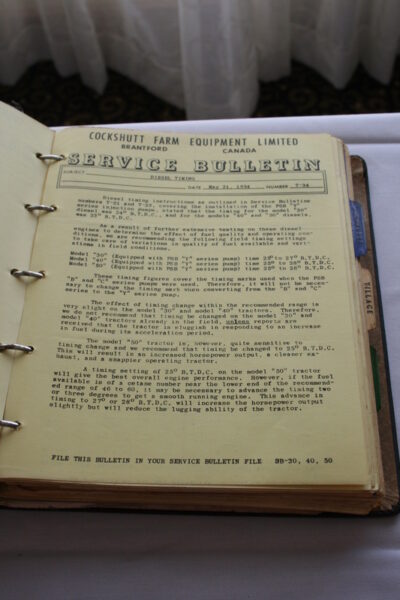 COCKSHUTT FARM EQUIPMENT LIMITED
BRANTFORD CANADA
SERVICE BULLETIN
SUBJECT DIESEL TIMING
DATE May 21, 1954 NUMBER T-34
Diesel timing instructions as outlined in Service Bulletin
numbers T-21 and T-23, covering the installation of the PSB "Y"
series injection pumps, stated that the timing for the model "30"
diesel was 24° B.T.D.C., and for the models "40" and "50" diesels,
was 23° B.T.D.C.
As a result of further extensive testing on these diesel
engines to determine the effect of fuel quality and operating con-
to take care of variations in quality of fuel available and vari-
ations in field conditions.
Model "30" (Equipped with PSB "Y" series pump) time 25° to 27° B.T.D.C.
Model "40" (Equipped with PSB "Y" series pump) time 25° to 28° B.T.D.C.
(Equipped with PSB "Y" series pump) time 25° to 28° B.T.D.C.
These timing figures cover the timing marks used when the PSB
"B" and "C" series pumps were used. Therefore, it will not be neces-
sary to change the timing mark when converting from the "B" and "C"
series to the "Y" series pump.
The effect of timing change within the recommended range is
very slight on the model "30" and model "40" tractors. Therefore,
we do not recommend that timing be changed on the model "30" and
model "40" tractors already in the field, unless reports are
received that the tractor is sluggish in responding to an increase
in fuel during its acceleration period.
The model "50" tractor is, however, quite sensitive to
timing change and we recommend that timing be changed to 25° B.T.D.C.
This will result in an increased horsepower output, a cleaner ex-
haust, and a snappier operating tractor.
A timing setting of 25° B.T.D.C. on the model "50" tractor
will give the best overall engine performance. However, if the fuel
available is of a cetane number near the lower end of the recommend-
ed range of 46 to 60, it may be necessary to advance the timing two
or three degrees to get a smooth running engine. This advance in
timing to 27° or 28° B.T.D.C. will increase the horsepower output
slightly but will reduce the lugging ability of the tractor.
FILE THIS BULLETIN IN YOUR SERVICE BULLETIN FILE SB-30, 40, 50
VILLAGE